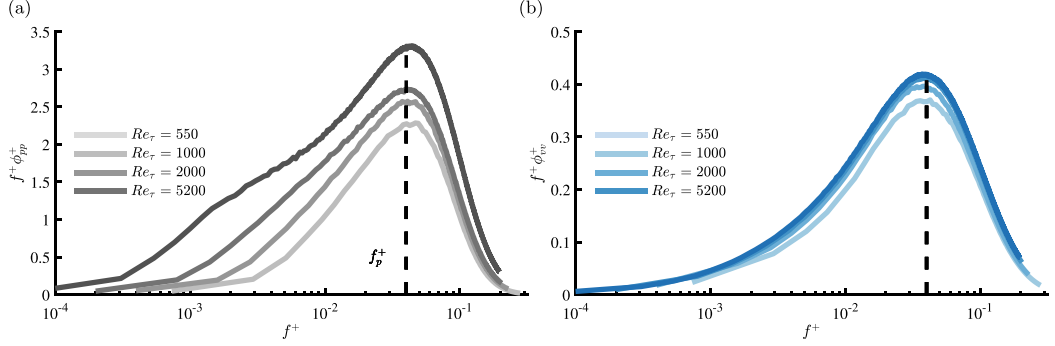 (a)
3.5
3
2.5
2
1.5
1
0.5
0
f⁺ϕ⁺pp
Reτ = 550
Reτ = 1000
Reτ = 2000
Reτ = 5200
f⁺p
10⁻⁴
10⁻³
10⁻²
10⁻¹
f⁺
(b)
0.5
0.4
0.3
0.2
0.1
0
f⁺ϕ⁺vv
Reτ = 550
Reτ = 1000
Reτ = 2000
Reτ = 5200
10⁻⁴
10⁻³
10⁻²
10⁻¹
f⁺